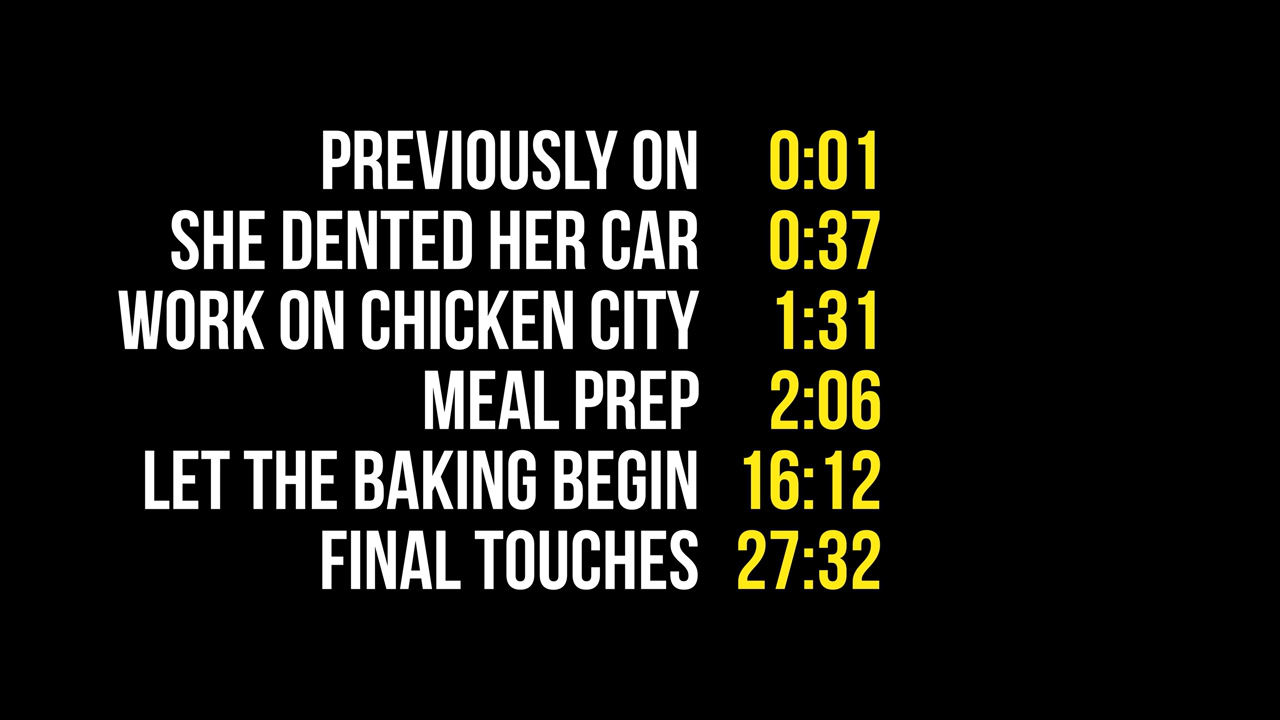 PREVIOUSLY ON 0:01
SHE DENTED HER CAR 0:37
WORK ON CHICKEN CITY 1:31
MEAL PREP 2:06
LET THE BAKING BEGIN 16:12
FINAL TOUCHES 27:32